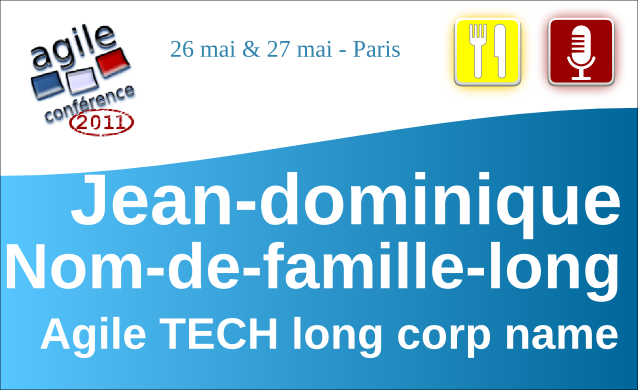 agile
conférence
2011
26 mai & 27 mai - Paris
Jean-dominique
Nom-de-famille-long
Agile TECH long corp name